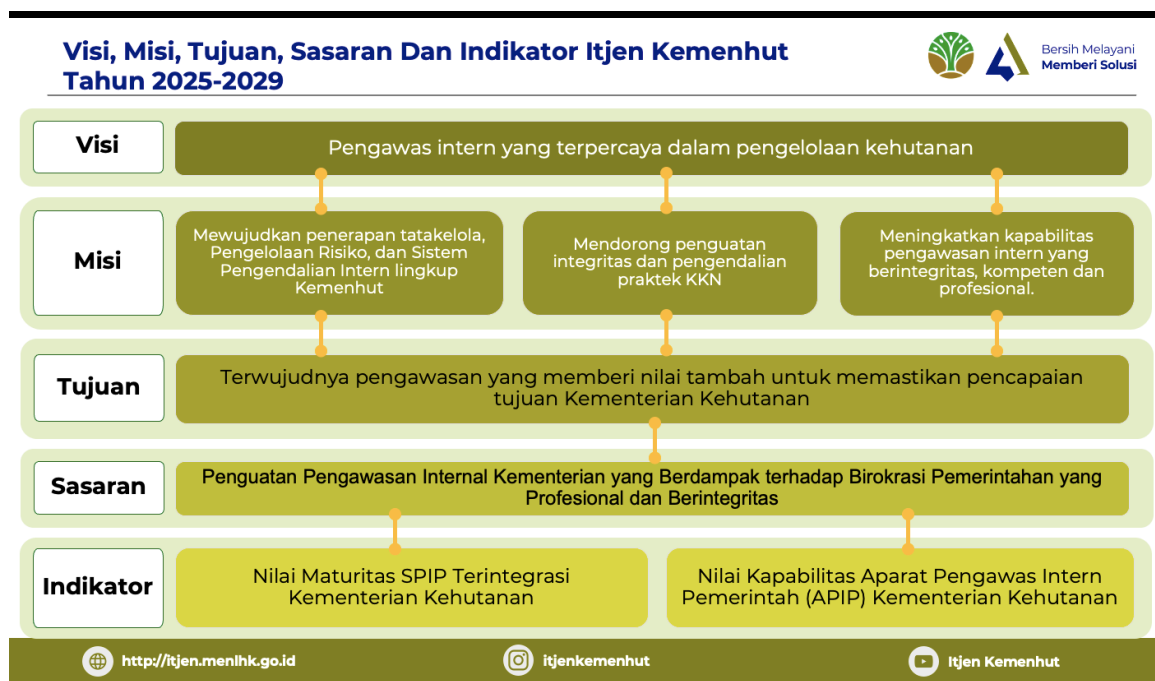 Visi, Misi, Tujuan, Sasaran Dan Indikator Itjen Kemenhut
Tahun 2025-2029
Bersih Melayani
Memberi Solusi
Visi
Pengawas intern yang terpercaya dalam pengelolaan kehutanan
Misi
Mewujudkan penerapan tatakelola,
Pengelolaan Risiko, dan Sistem
Pengendalian Intern lingkup
Kemenhut
Mendorong penguatan
integritas dan pengendalian
praktek KKN
Meningkatkan kapabilitas
pengawasan intern yang
berintegritas, kompeten dan
profesional.
Tujuan
Terwujudnya pengawasan yang memberi nilai tambah untuk memastikan pencapaian
tujuan Kementerian Kehutanan
Sasaran
Penguatan Pengawasan Internal Kementerian yang Berdampak terhadap Birokrasi Pemerintahan yang
Profesional dan Berintegritas
Indikator
Nilai Maturitas SPIP Terintegrasi
Kementerian Kehutanan
Nilai Kapabilitas Aparat Pengawas Intern
Pemerintah (APIP) Kementerian Kehutanan
http://itjen.menlhk.go.id
itjenkemenhut
Itjen Kemenhut